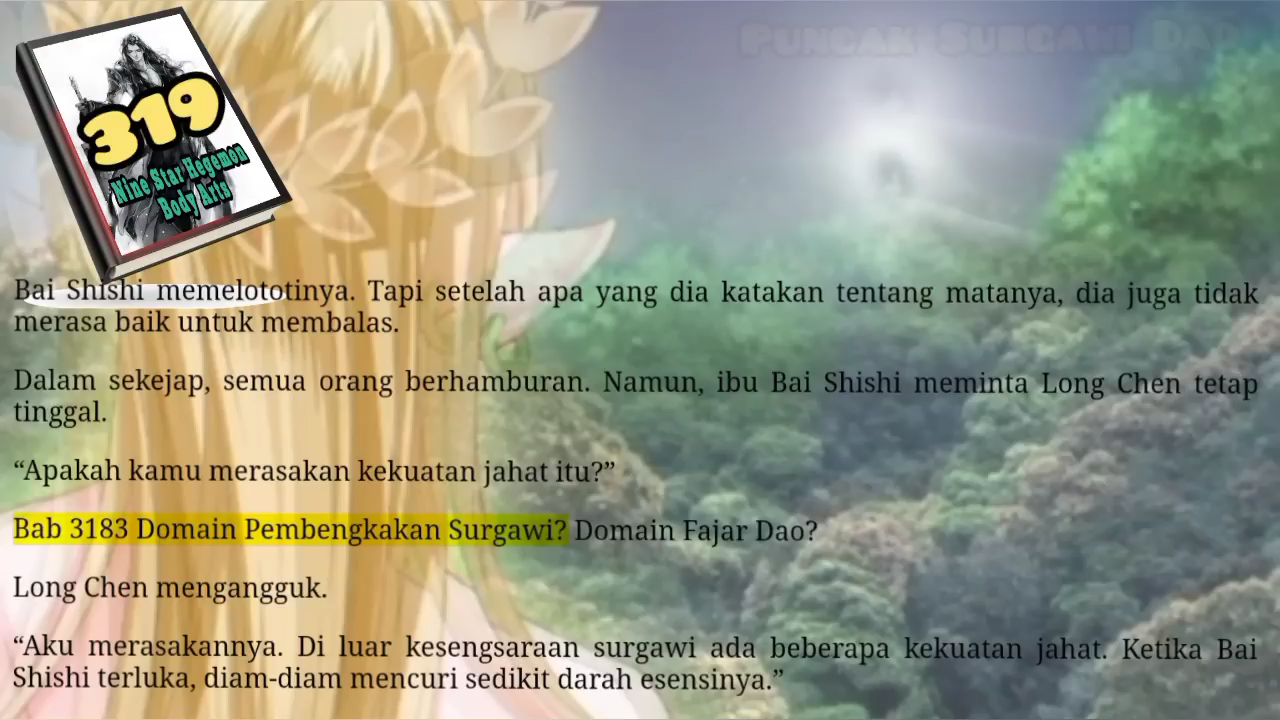 Puncak Surgawi Dao
319
Nine Star Hegemon
Body Arts
Bai Shishi memelototinya. Tapi setelah apa yang dia katakan tentang matanya, dia juga tidak
merasa baik untuk membalas.
Dalam sekejap, semua orang berhamburan. Namun, ibu Bai Shishi meminta Long Chen tetap
tinggal.
“Apakah kamu merasakan kekuatan jahat itu?”
Bab 3183 Domain Pembengkakan Surgawi? Domain Fajar Dao?
Long Chen mengangguk.
“Aku merasakannya. Di luar kesengsaraan surgawi ada beberapa kekuatan jahat. Ketika Bai
Shishi terluka, diam-diam mencuri sedikit darah esensinya.”